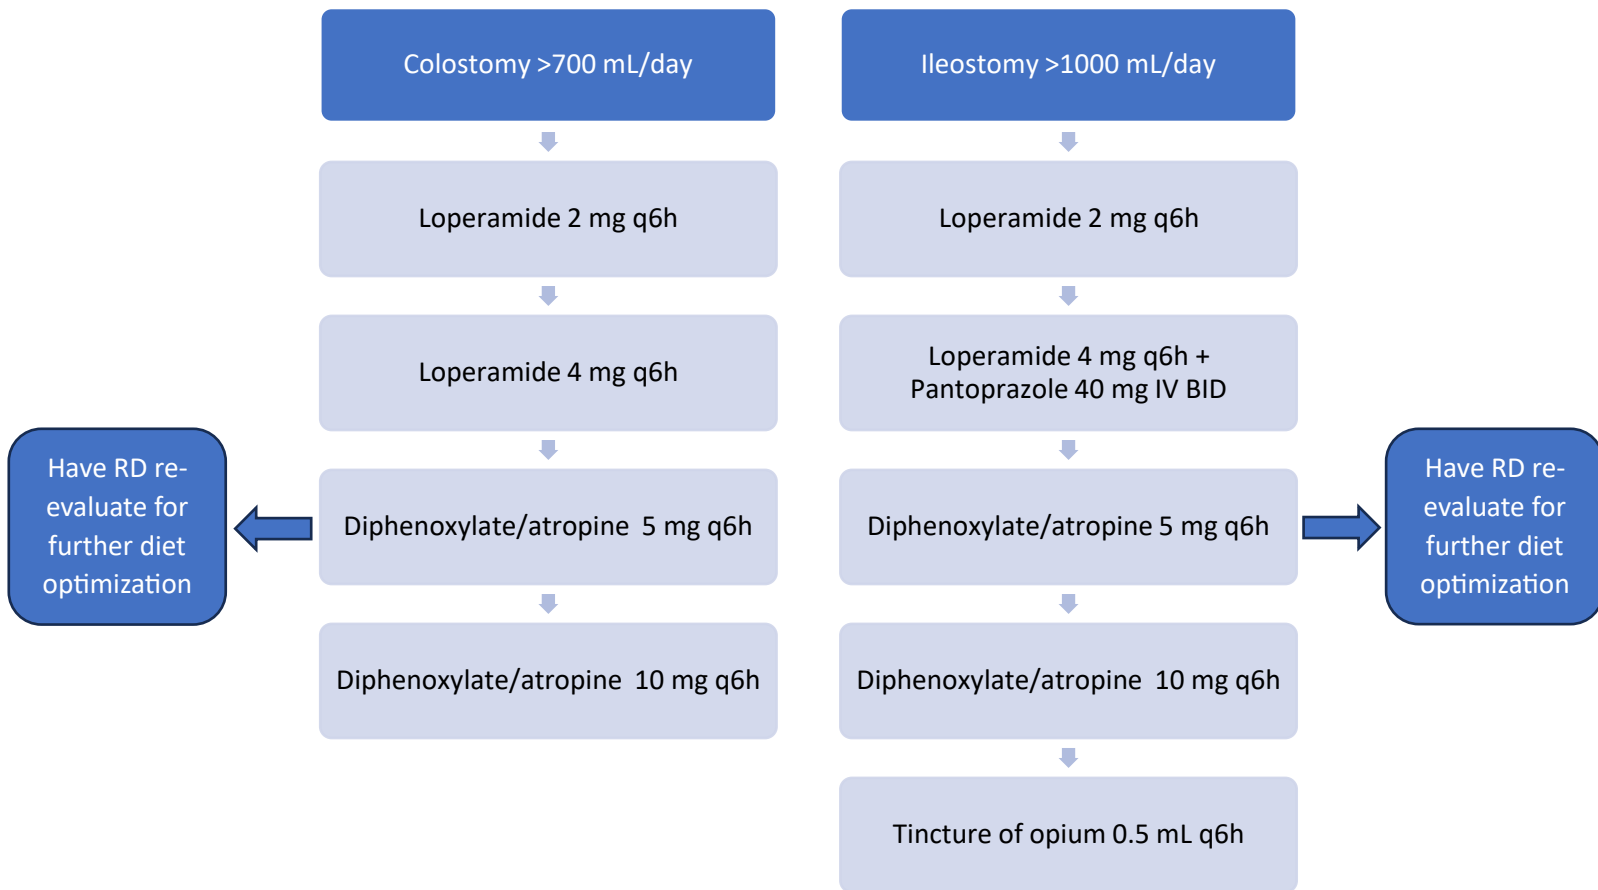 Colostomy >700 mL/day
Loperamide 2 mg q6h
Loperamide 4 mg q6h
Diphenoxylate/atropine 5 mg q6h
Have RD re-
evaluate for
further diet
optimization
Diphenoxylate/atropine 10 mg q6h
Ileostomy >1000 mL/day
Loperamide 2 mg q6h
Loperamide 4 mg q6h +
Pantoprazole 40 mg IV BID
Diphenoxylate/atropine 5 mg q6h
Have RD re-
evaluate for
further diet
optimization
Diphenoxylate/atropine 10 mg q6h
Tincture of opium 0.5 mL q6h